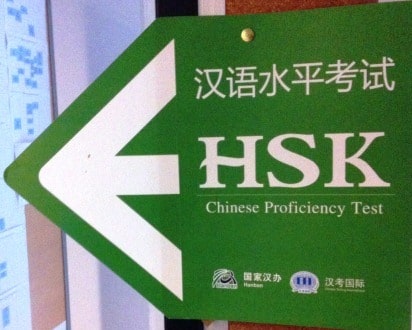 汉语水平考试
HSK
Chinese Proficiency Test
国家汉办
Hanban
汉考国际